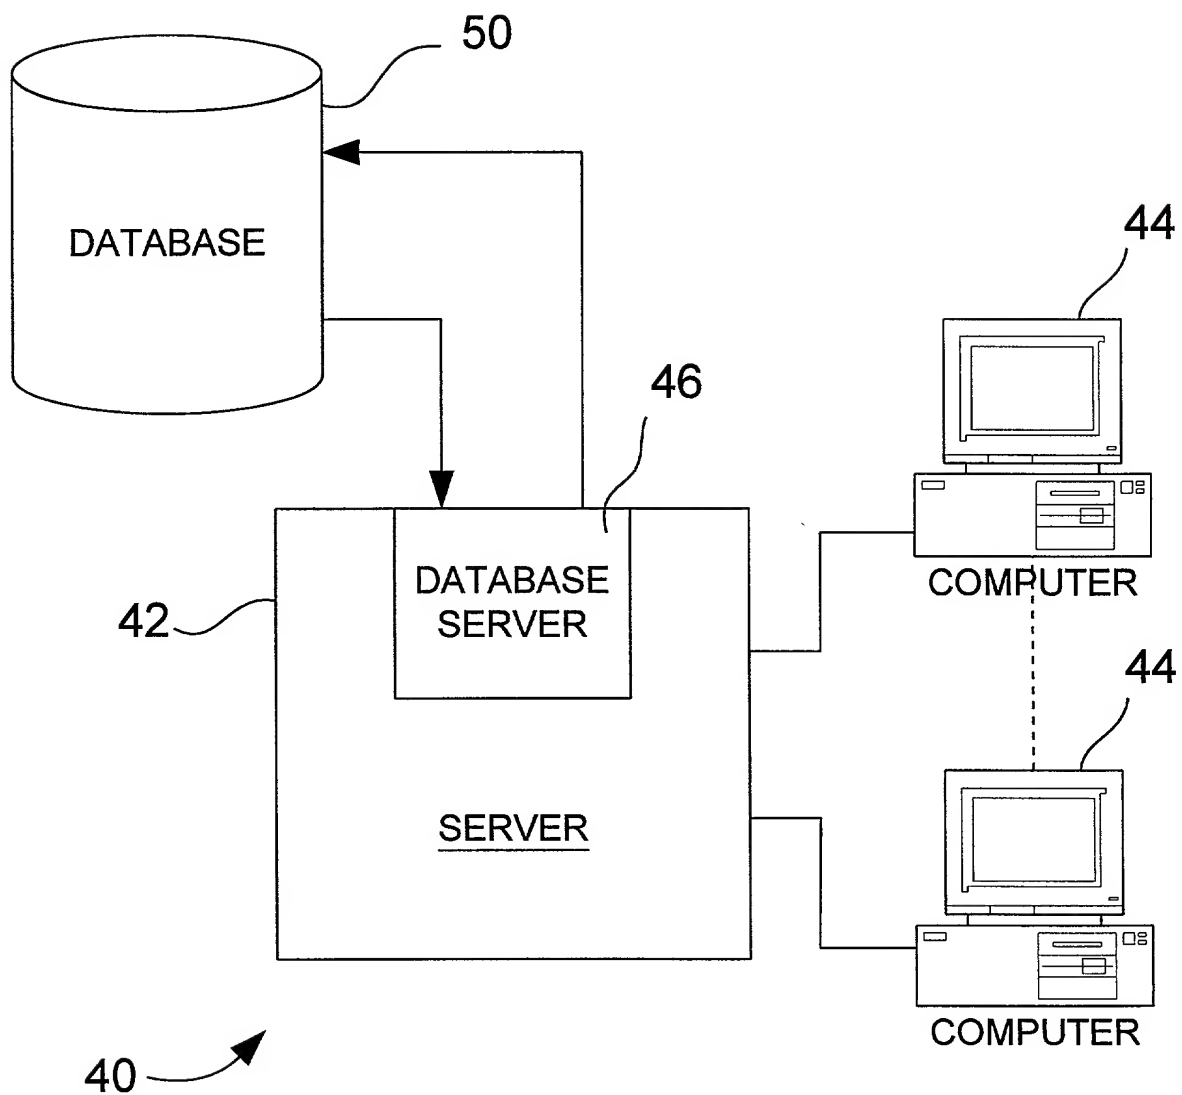 50
DATABASE
44
46
DATABASE
SERVER
COMPUTER
42
44
SERVER
COMPUTER
40